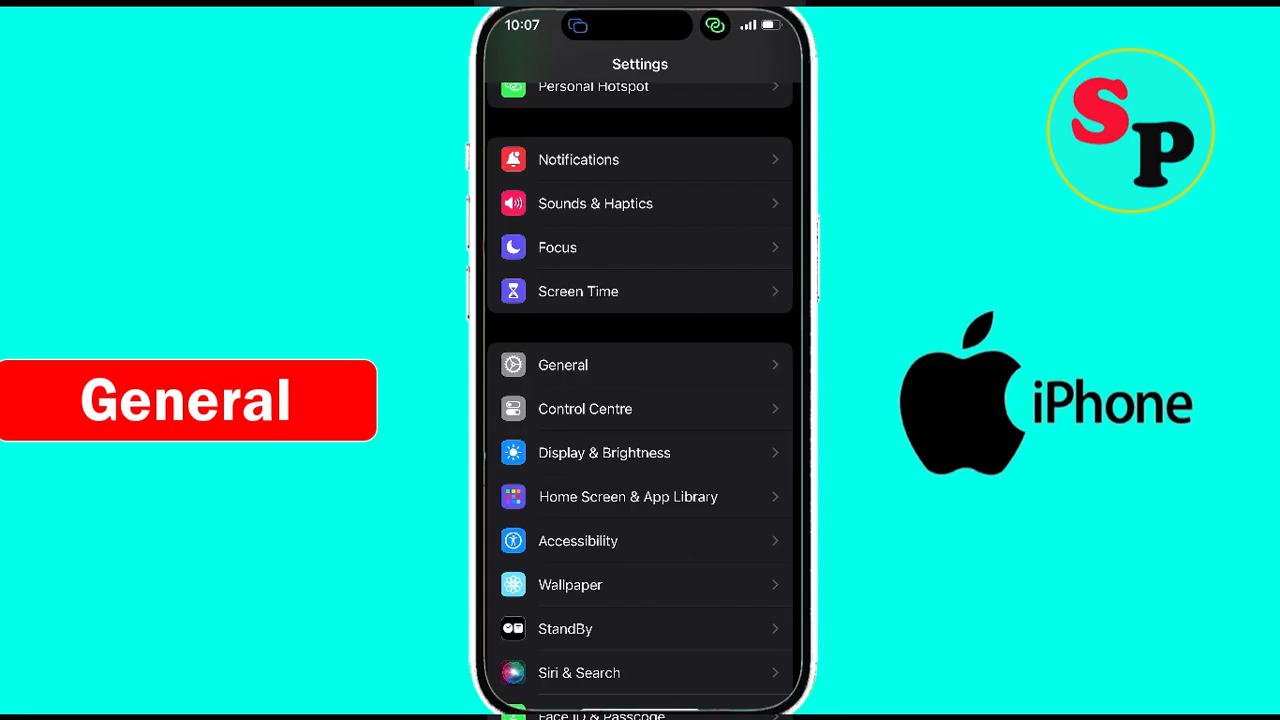 10:07
Settings
Personal Hotspot
Notifications
Sounds & Haptics
Focus
Screen Time
General
Control Centre
Display & Brightness
Home Screen & App Library
Accessibility
Wallpaper
StandBy
Siri & Search
Face ID & Passcode
General
SP
iPhone